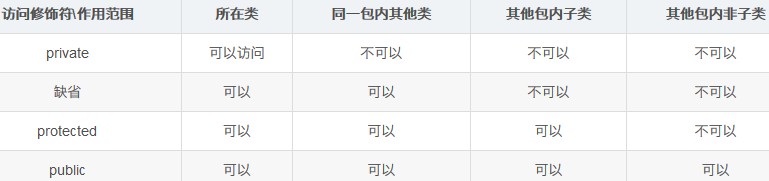 访问修饰符\作用范围 所在类 同一包内其他类 其他包内子类 其他包内非子类
private 可以访问 不可以 不可以 不可以
缺省 可以 可以 不可以 不可以
protected 可以 可以 可以 不可以
public 可以 可以 可以 可以